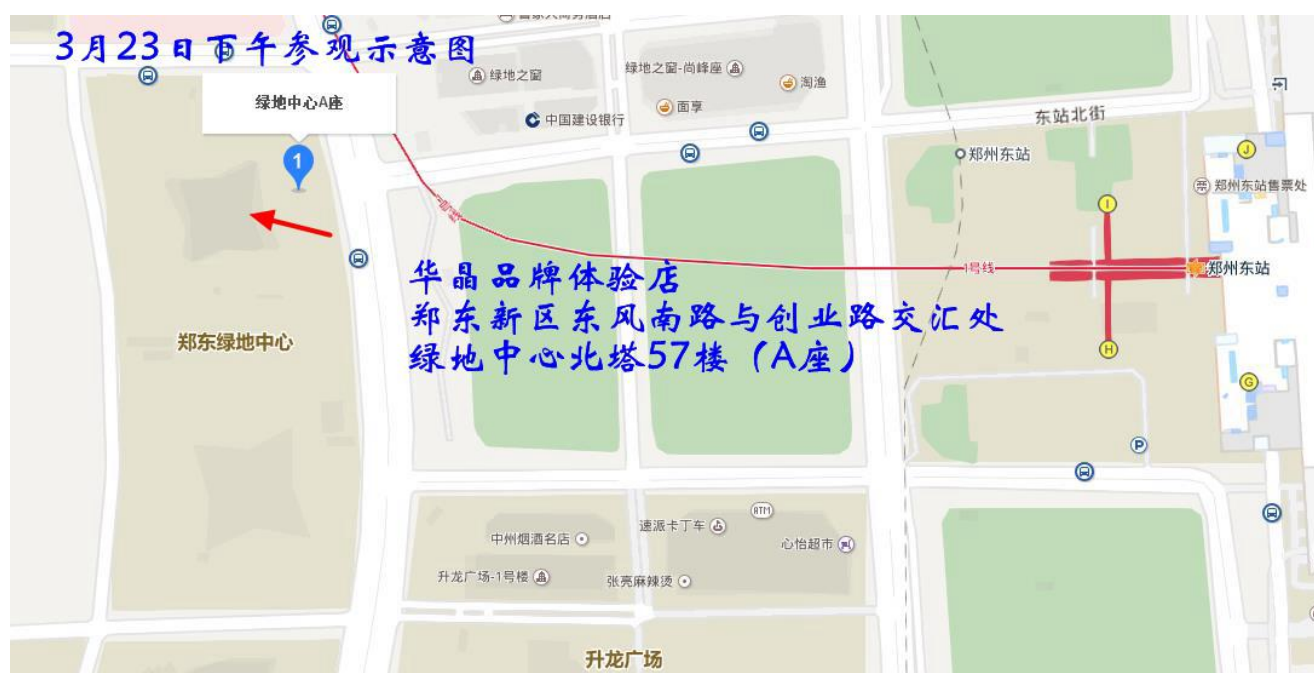 3月23日下午参观示意图
绿地中心A座
1
绿地之窗
绿地之窗-尚峰座
淘渔
面享
中国建设银行
东站北街
郑州东站
J
郑州东站售票处
I
1号线
1号线
郑州东站
华晶品牌体验店
郑东新区东风南路与创业路交汇处
绿地中心北塔57楼（A座）
郑东绿地中心
H
G
P
ATM
速派卡丁车
中州烟酒名店
心怡超市
升龙广场-1号楼
张亮麻辣烫
升龙广场